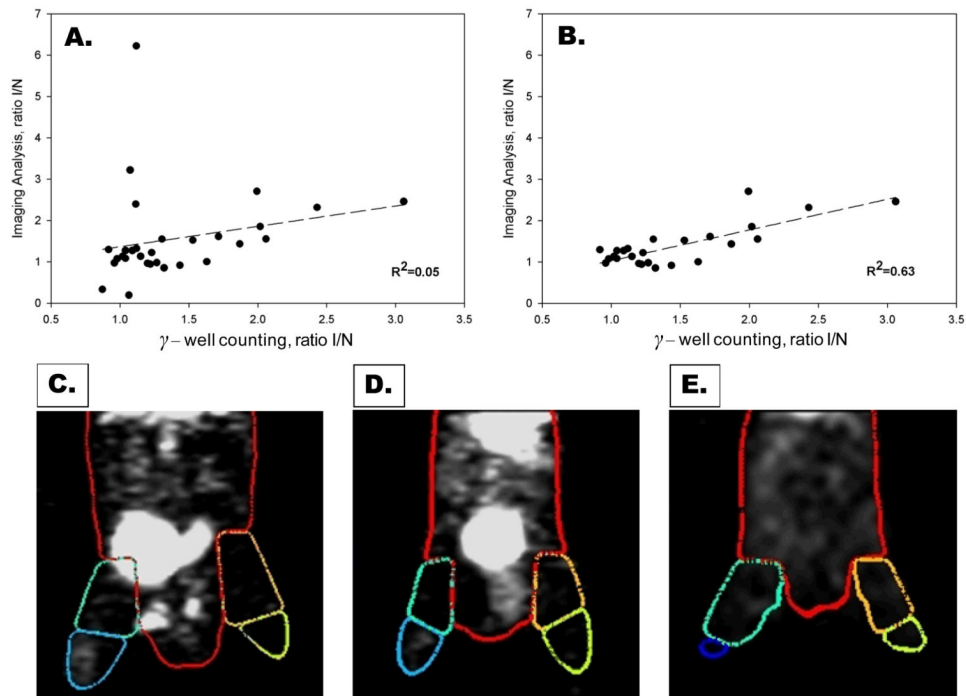 A.
7
6
5
4
3
2
1
0
Imaging Analysis, ratio I/N
R²=0.05
0.5 1.0 1.5 2.0 2.5 3.0 3.5
γ – well counting, ratio I/N
B.
7
6
5
4
3
2
1
0
Imaging Analysis, ratio I/N
R²=0.63
0.5 1.0 1.5 2.0 2.5 3.0 3.5
γ – well counting, ratio I/N
C.
D.
E.